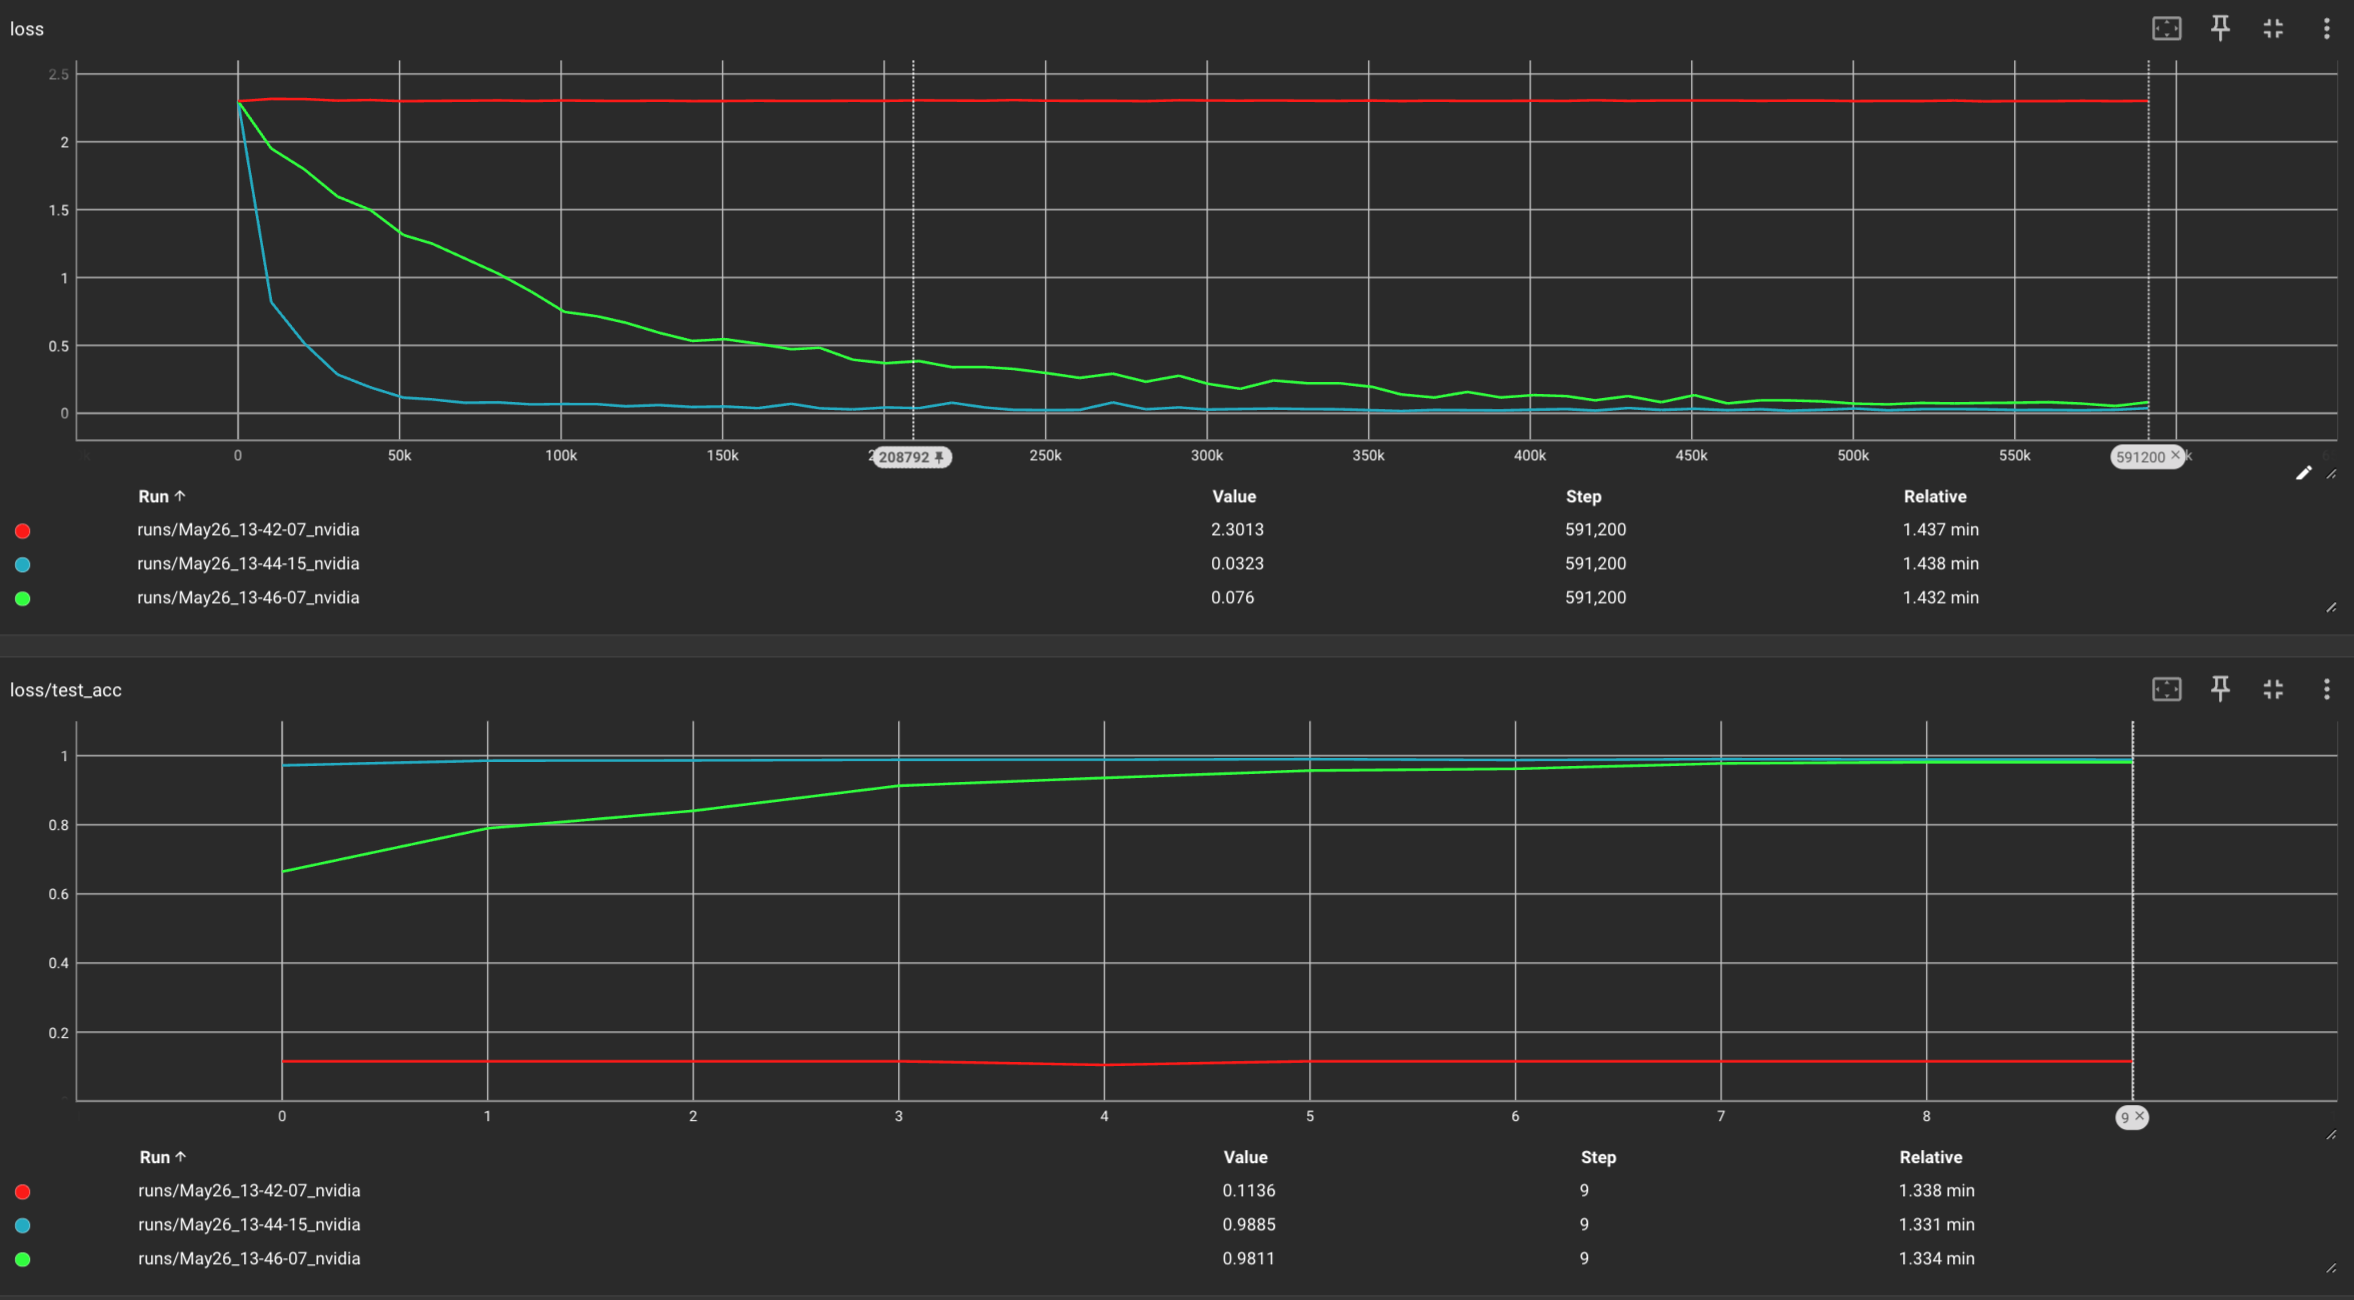 loss
2.5
2
1.5
1
0.5
0
0 50k 100k 150k 208792 250k 300k 350k 400k 450k 500k 550k 591200
Run Value Step Relative
runs/May26_13-42-07_nvidia 2.3013 591,200 1.437 min
runs/May26_13-44-15_nvidia 0.0323 591,200 1.438 min
runs/May26_13-46-07_nvidia 0.076 591,200 1.432 min
loss/test_acc
1
0.8
0.6
0.4
0.2
0 1 2 3 4 5 6 7 8 9
Run Value Step Relative
runs/May26_13-42-07_nvidia 0.1136 9 1.338 min
runs/May26_13-44-15_nvidia 0.9885 9 1.331 min
runs/May26_13-46-07_nvidia 0.9811 9 1.334 min